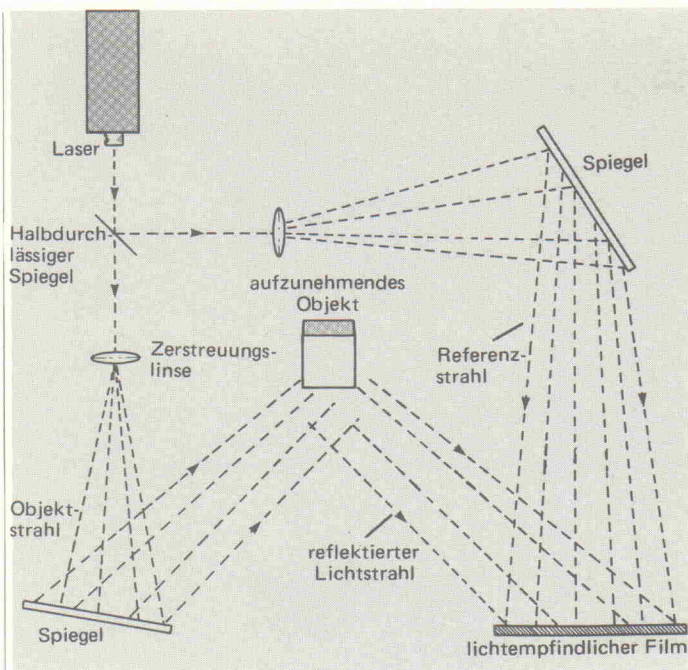 Laser
Spiegel
Halbdurch-
lässiger
Spiegel
aufzunehmendes
Objekt
Zerstreuungs-
linse
Referenz-
strahl
Objekt-
strahl
reflektierter
Lichtstrahl
Spiegel
lichtempfindlicher Film